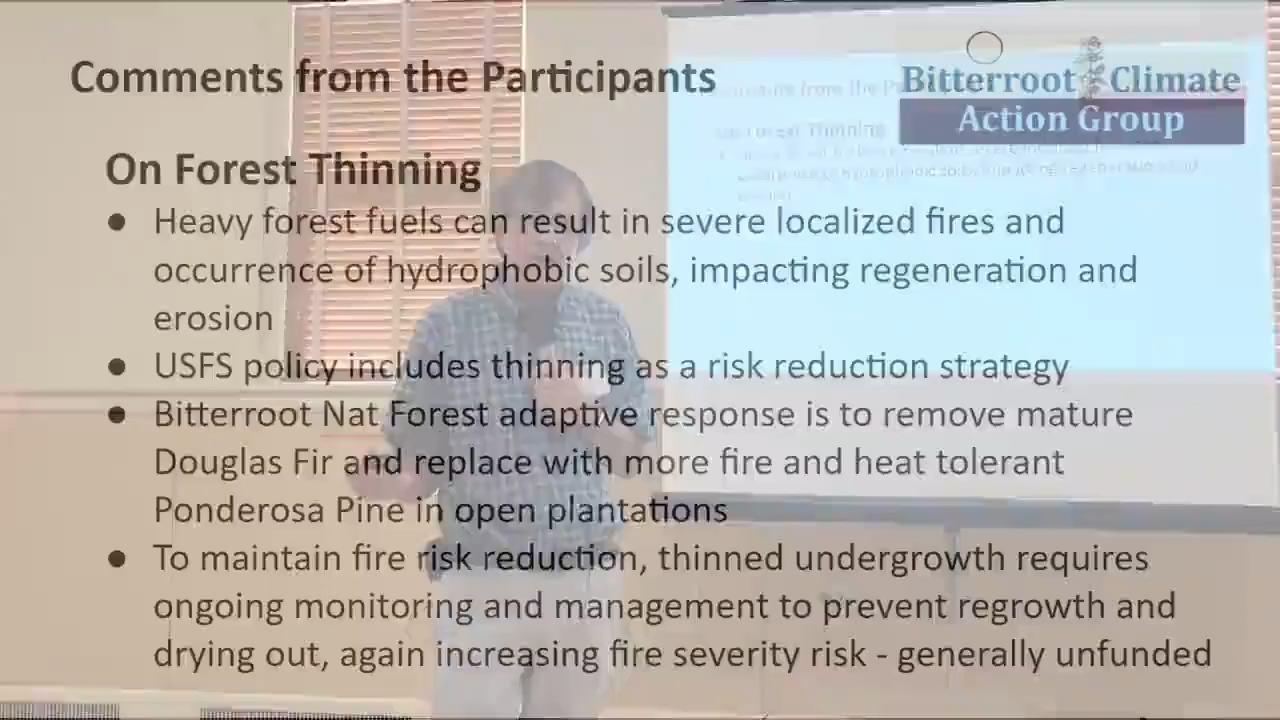 Comments from the Participants
Bitterroot Climate
Action Group
On Forest Thinning
● Heavy forest fuels can result in severe localized fires and
occurrence of hydrophobic soils, impacting regeneration and
erosion
● USFS policy includes thinning as a risk reduction strategy
● Bitterroot Nat Forest adaptive response is to remove mature
Douglas Fir and replace with more fire and heat tolerant
Ponderosa Pine in open plantations
● To maintain fire risk reduction, thinned undergrowth requires
ongoing monitoring and management to prevent regrowth and
drying out, again increasing fire severity risk - generally unfunded